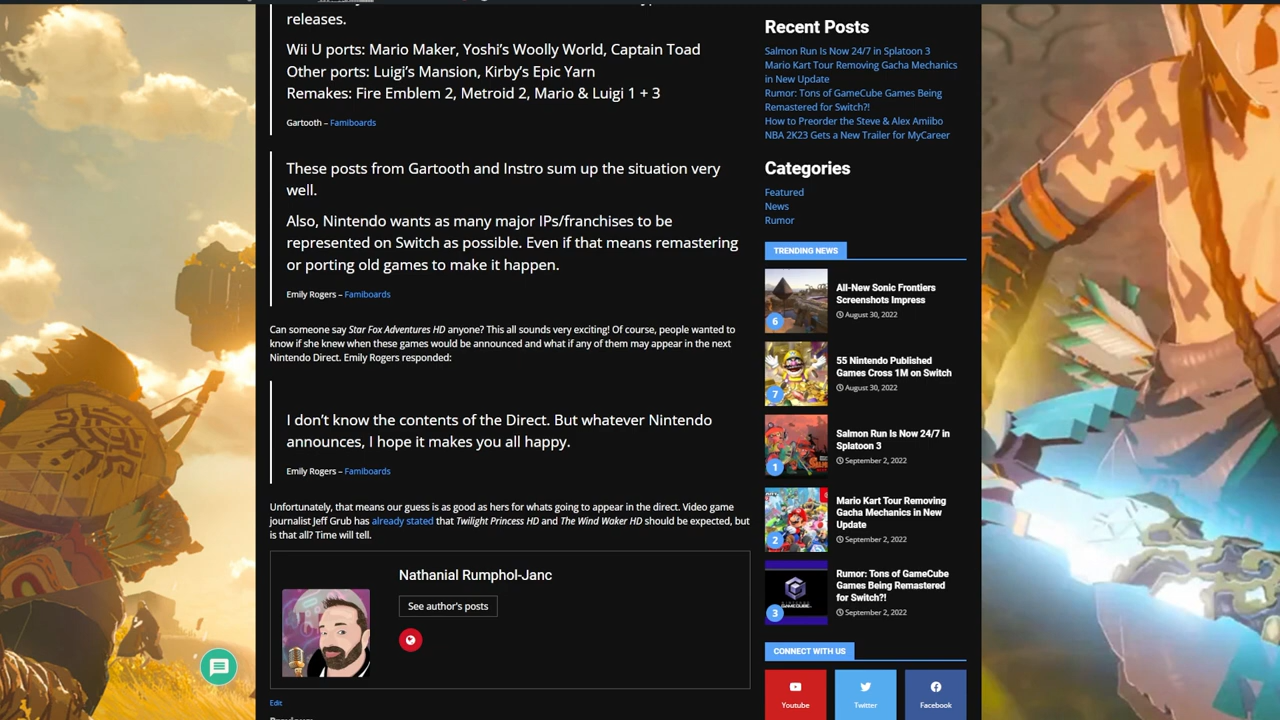 releases.
Wii U ports: Mario Maker, Yoshi's Woolly World, Captain Toad
Other ports: Luigi's Mansion, Kirby's Epic Yarn
Remakes: Fire Emblem 2, Metroid 2, Mario & Luigi 1 + 3
Gartooth – Famiboards
These posts from Gartooth and Instro sum up the situation very
well.
Also, Nintendo wants as many major IPs/franchises to be
represented on Switch as possible. Even if that means remastering
or porting old games to make it happen.
Emily Rogers – Famiboards
Can someone say Star Fox Adventures HD anyone? This all sounds very exciting! Of course, people wanted to
know if she knew when these games would be announced and what if any of them may appear in the next
Nintendo Direct. Emily Rogers responded:
I don't know the contents of the Direct. But whatever Nintendo
announces, I hope it makes you all happy.
Emily Rogers – Famiboards
Unfortunately, that means our guess is as good as hers for whats going to appear in the direct. Video game
journalist Jeff Grub has already stated that Twilight Princess HD and The Wind Waker HD should be expected, but
is that all? Time will tell.
Nathanial Rumphol-Janc
See author's posts
Edit
Recent Posts
Salmon Run Is Now 24/7 in Splatoon 3
Mario Kart Tour Removing Gacha Mechanics
in New Update
Rumor: Tons of GameCube Games Being
Remastered for Switch?!
How to Preorder the Steve & Alex Amiibo
NBA 2K23 Gets a New Trailer for MyCareer
Categories
Featured
News
Rumor
TRENDING NEWS
6
All-New Sonic Frontiers
Screenshots Impress
August 30, 2022
7
55 Nintendo Published
Games Cross 1M on Switch
August 30, 2022
1
Salmon Run Is Now 24/7 in
Splatoon 3
September 2, 2022
2
Mario Kart Tour Removing
Gacha Mechanics in New
Update
September 2, 2022
3
GAMECUBE
Rumor: Tons of GameCube
Games Being Remastered
for Switch?!
September 2, 2022
CONNECT WITH US
Youtube
Twitter
Facebook